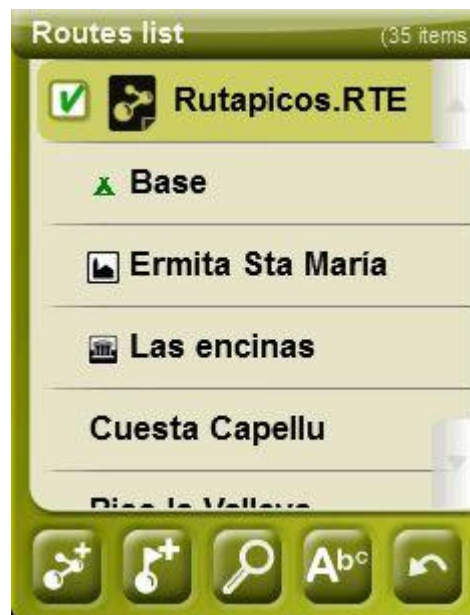 Routes list (35 items
Rutapicos.RTE
Base
Ermita Sta María
Las encinas
Cuesta Capellu
Abc